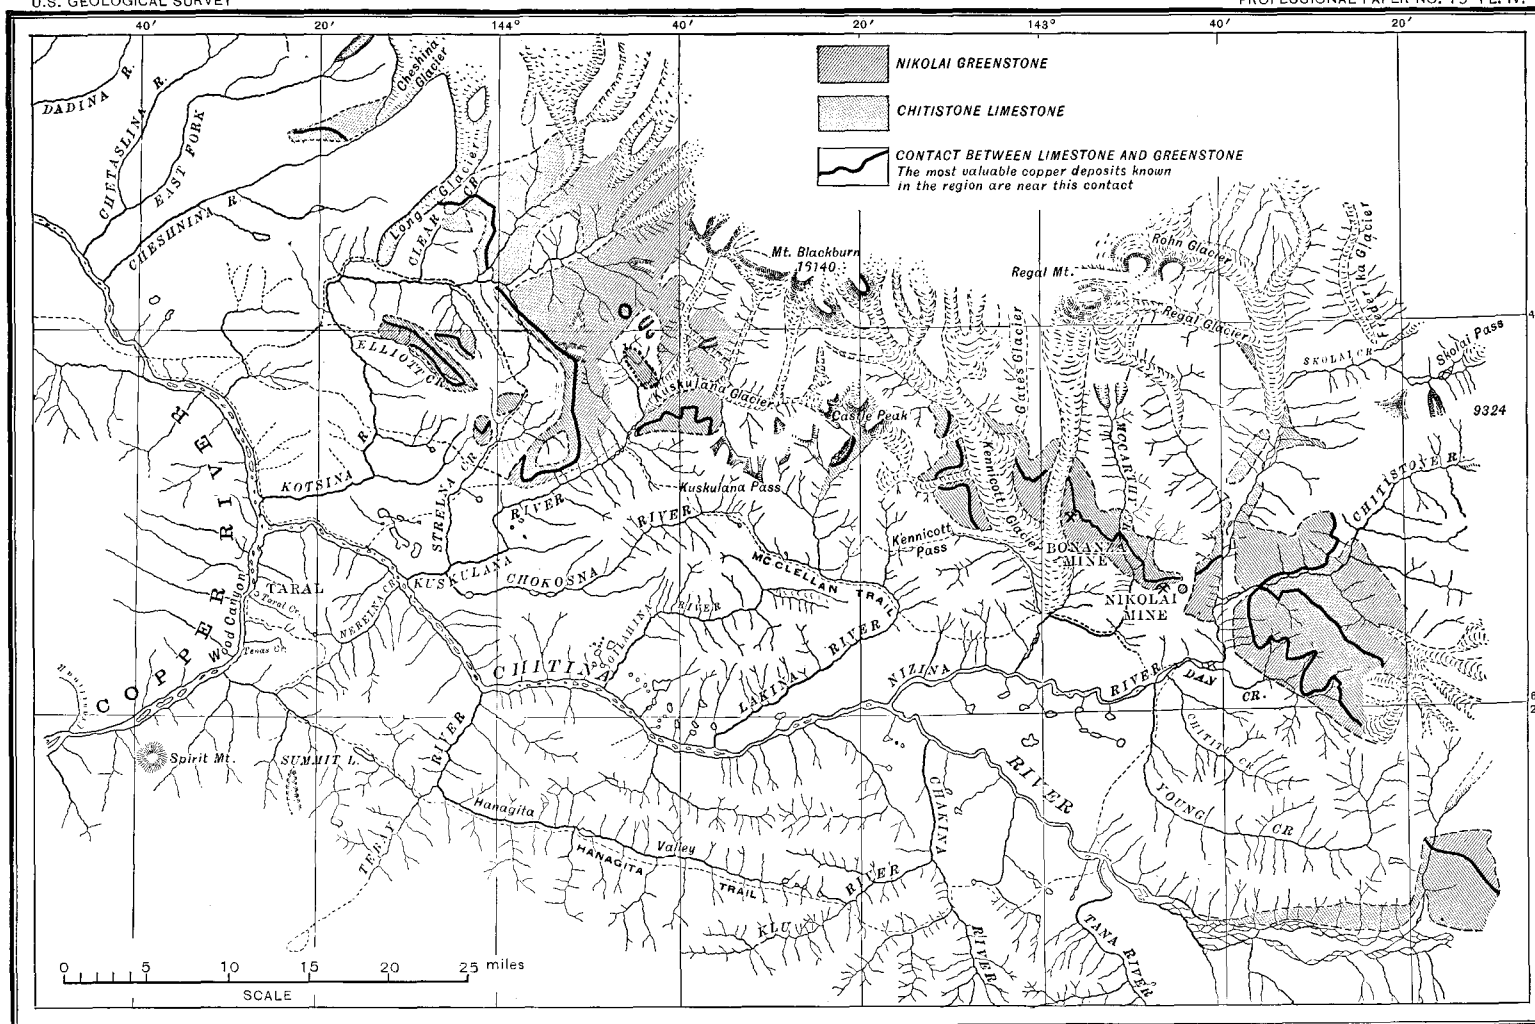 U.S. GEOLOGICAL SURVEY
PROFESSIONAL PAPER NO. 75 PL. IV.
40' 20' 144° 40' 20' 143° 40' 20'
NIKOLAI GREENSTONE
CHITISTONE LIMESTONE
CONTACT BETWEEN LIMESTONE AND GREENSTONE
The most valuable copper deposits known
in the region are near this contact
DADINA R.
CHETASLINA R.
EAST FORK
CHESHNINA R.
Cheshnina Glacier
Long Glacier
CLEAR CR
Mt. Blackburn
16140
Regal Mt.
Rohn Glacier
Regal Glacier
Frederika Glacier
SKOLAI CR
Skolai Pass
9324
ELLIOTT CR
Kuskulana Glacier
Castle Peak
Gates Glacier
Kennicott Glacier
MCCARTHY CR
CHITISTONE R.
KOTSINA R
STRELNA CR
Kuskulana Pass
Kennicott
Pass
BONANZA
MINE
NIKOLAI
MINE
COPPER RIVER
Wood Canyon
TARAL
Taral Cr.
Tenas Cr.
NERENNA CR
KUSKULANA RIVER
CHOKOSNA RIVER
MCCLELLAN TRAIL
GILAHINA RIVER
LAKINA RIVER
CHITINA RIVER
NIZINA RIVER
DAN CR.
CHITITU CR
YOUNG CR
Spirit Mt.
SUMMIT L.
TEBAY RIVER
Hanagita Valley
HANAGITA TRAIL
KLU RIVER
CHAKINA RIVER
TANA RIVER
0 5 10 15 20 25 miles
SCALE